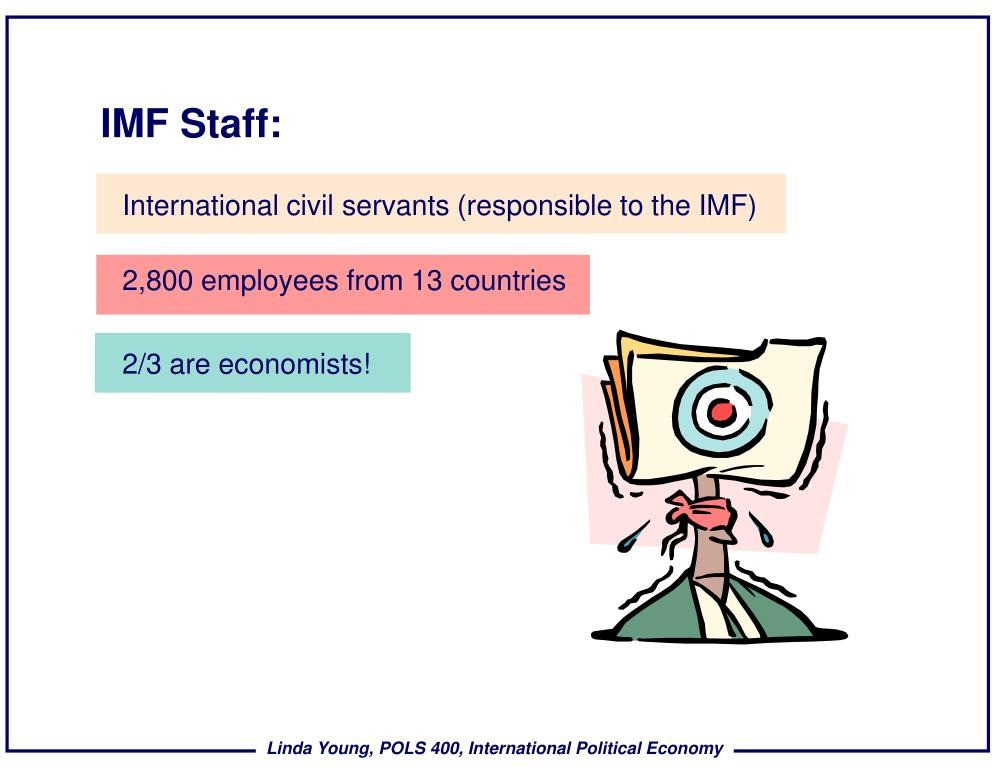 IMF Staff:
International civil servants (responsible to the IMF)
2,800 employees from 13 countries
2/3 are economists!
Linda Young, POLS 400, International Political Economy